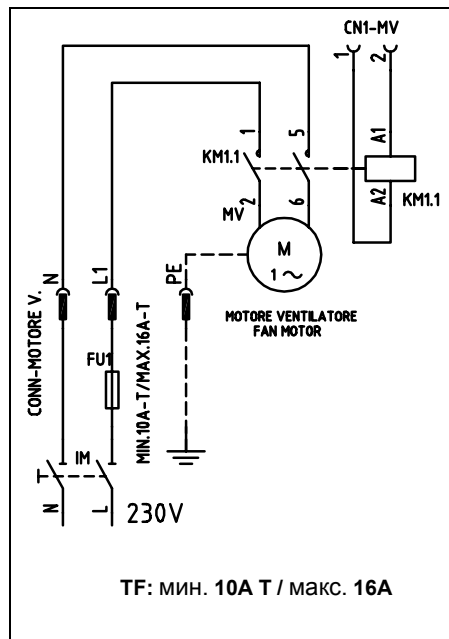 CN1-MV
1 2
1 5
KM1.1
A1
A2
KM1.1
2 6
MV
M
1 ~
N L1 PE
CONN-MOTORE V.
MOTORE VENTILATORE
FAN MOTOR
FU1
MIN.10A-T/MAX.16A-T
IM
N L 230V
TF: мин. 10A T / макс. 16A